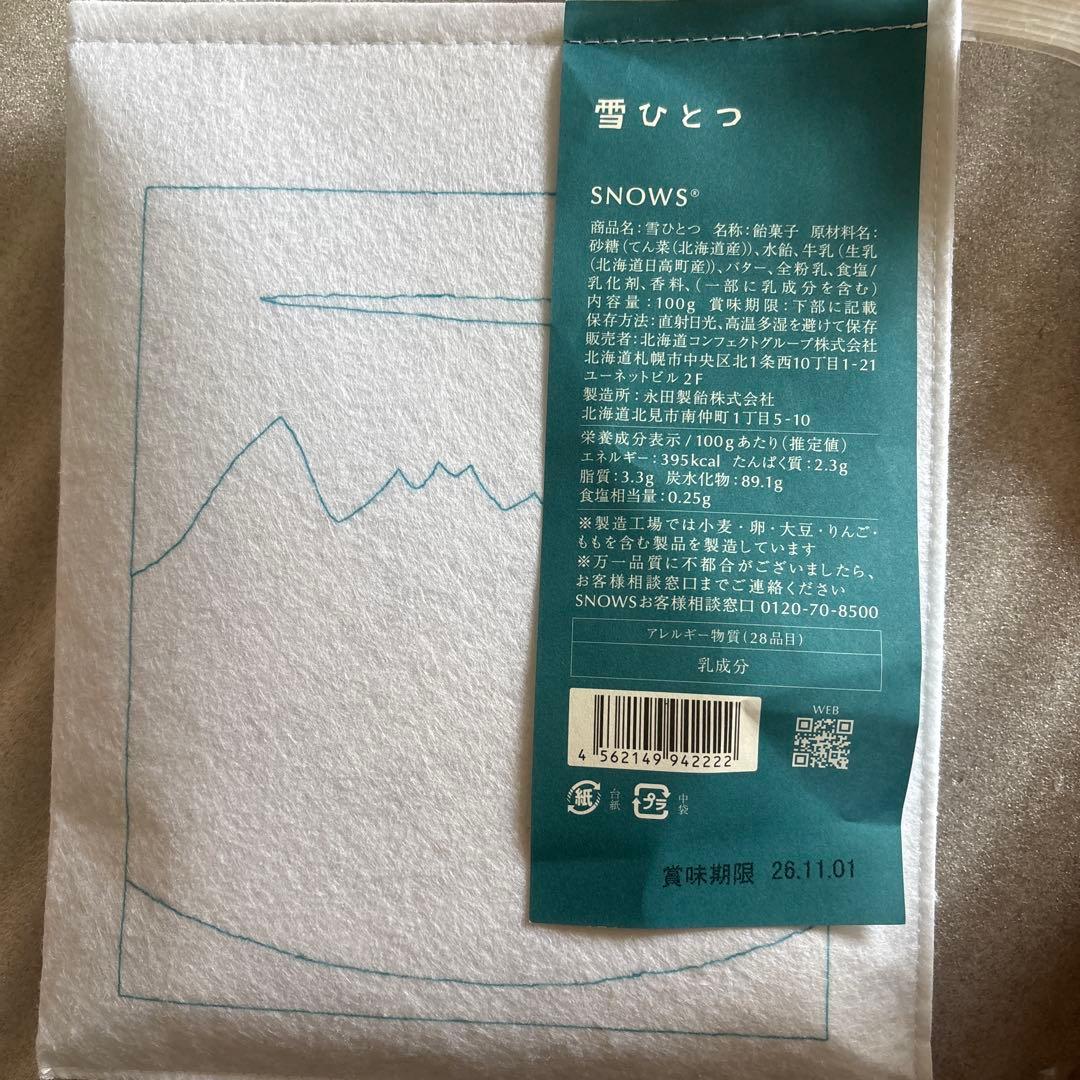 雪ひとつ
SNOWS®
商品名：雪ひとつ 名称：飴菓子 原材料名：
砂糖（てん菜（北海道産））、水飴、牛乳（生乳
（北海道日高町産））、バター、全粉乳、食塩/
乳化剤、香料、（一部に乳成分を含む）
内容量：100g 賞味期限：下部に記載
保存方法：直射日光、高温多湿を避けて保存
販売者：北海道コンフェクトグループ株式会社
北海道札幌市中央区北1条西10丁目1-21
ユーネットビル2F
製造所：永田製飴株式会社
北海道北見市南仲町1丁目5-10
栄養成分表示/100gあたり（推定値）
エネルギー：395kcal たんぱく質：2.3g
脂質：3.3g 炭水化物：89.1g
食塩相当量：0.25g
※製造工場では小麦・卵・大豆・りんご・
ももを含む製品を製造しています
※万一品質に不都合がございましたら、
お客様相談窓口までご連絡ください
SNOWSお客様相談窓口 0120-70-8500
アレルギー物質（28品目）
乳成分
WEB
4 562149 942222
紙 台紙 プラ 中袋
賞味期限 26.11.01